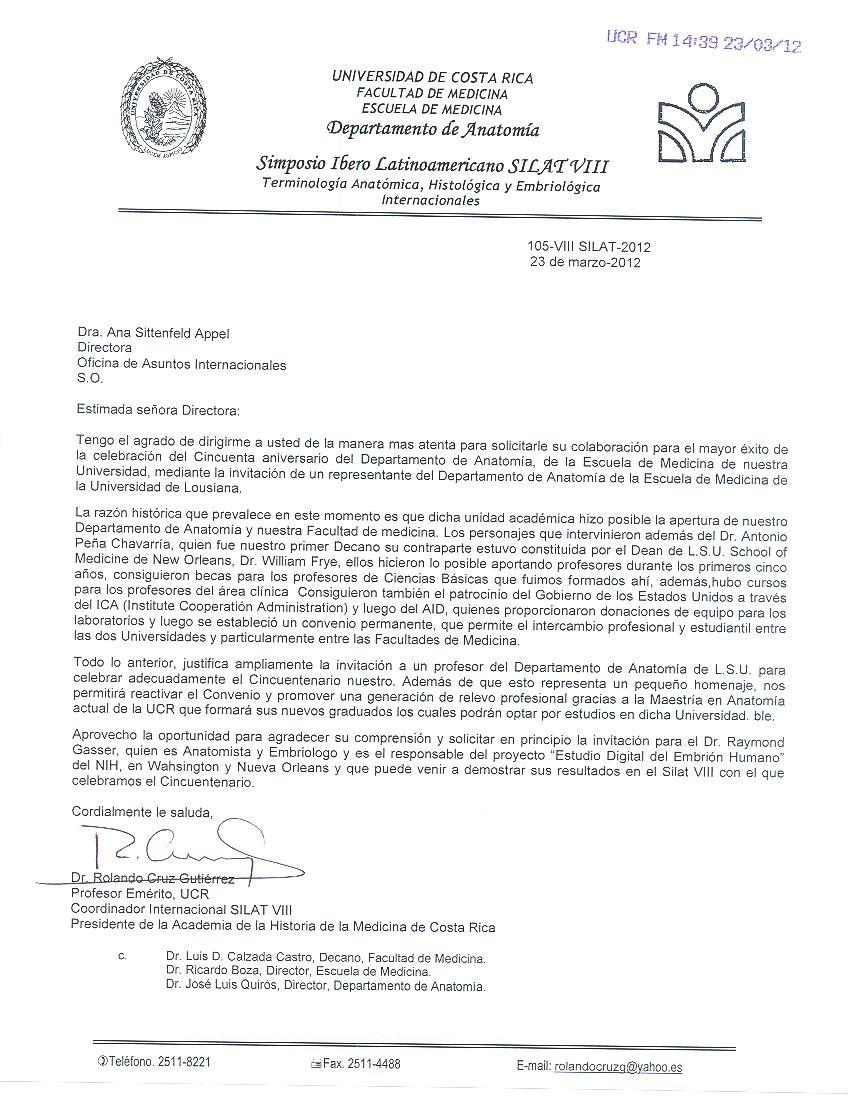 UCR FM 14:39 23/03/12
UNIVERSIDAD DE COSTA RICA
FACULTAD DE MEDICINA
ESCUELA DE MEDICINA
Departamento de Anatomía
Simposio Ibero Latinoamericano SILAT VIII
Terminología Anatómica, Histológica y Embriológica
Internacionales
105-VIII SILAT-2012
23 de marzo-2012
Dra. Ana Sittenfeld Appel
Directora
Oficina de Asuntos Internacionales
S.O.
Estimada señora Directora:
Tengo el agrado de dirigirme a usted de la manera mas atenta para solicitarle su colaboración para el mayor éxito de
la celebración del Cincuenta aniversario del Departamento de Anatomía, de la Escuela de Medicina de nuestra
Universidad, mediante la invitación de un representante del Departamento de Anatomía de la Escuela de Medicina de
la Universidad de Lousiana.
La razón histórica que prevalece en este momento es que dicha unidad académica hizo posible la apertura de nuestro
Departamento de Anatomía y nuestra Facultad de medicina. Los personajes que intervinieron además del Dr. Antonio
Peña Chavarría, quien fue nuestro primer Decano su contraparte estuvo constituida por el Dean de L.S.U. School of
Medicine de New Orleans, Dr. William Frye, ellos hicieron lo posible aportando profesores durante los primeros cinco
años, consiguieron becas para los profesores de Ciencias Básicas que fuimos formados ahí, además,hubo cursos
para los profesores del área clínica Consiguieron también el patrocinio del Gobierno de los Estados Unidos a través
del ICA (Institute Cooperatión Administration) y luego del AID, quienes proporcionaron donaciones de equipo para los
laboratorios y luego se estableció un convenio permanente, que permite el intercambio profesional y estudiantil entre
las dos Universidades y particularmente entre las Facultades de Medicina.
Todo lo anterior, justifica ampliamente la invitación a un profesor del Departamento de Anatomía de L.S.U. para
celebrar adecuadamente el Cincuentenario nuestro. Además de que esto representa un pequeño homenaje, nos
permitirá reactivar el Convenio y promover una generación de relevo profesional gracias a la Maestría en Anatomía
actual de la UCR que formará sus nuevos graduados los cuales podrán optar por estudios en dicha Universidad. ble.
Aprovecho la oportunidad para agradecer su comprensión y solicitar en principio la invitación para el Dr. Raymond
Gasser, quien es Anatomista y Embriologo y es el responsable del proyecto “Estudio Digital del Embrión Humano”
del NIH, en Wahsington y Nueva Orleans y que puede venir a demostrar sus resultados en el Silat VIII con el que
celebramos el Cincuentenario.
Cordialmente le saluda,
Dr. Rolando Cruz Gutiérrez
Profesor Emérito, UCR
Coordinador Internacional SILAT VIII
Presidente de la Academia de la Historia de la Medicina de Costa Rica
c. Dr. Luis D. Calzada Castro, Decano, Facultad de Medicina.
Dr. Ricardo Boza, Director, Escuela de Medicina.
Dr. José Luis Quirós, Director, Departamento de Anatomía.
Teléfono. 2511-8221 Fax. 2511-4488 E-mail: rolandocruzg@yahoo.es